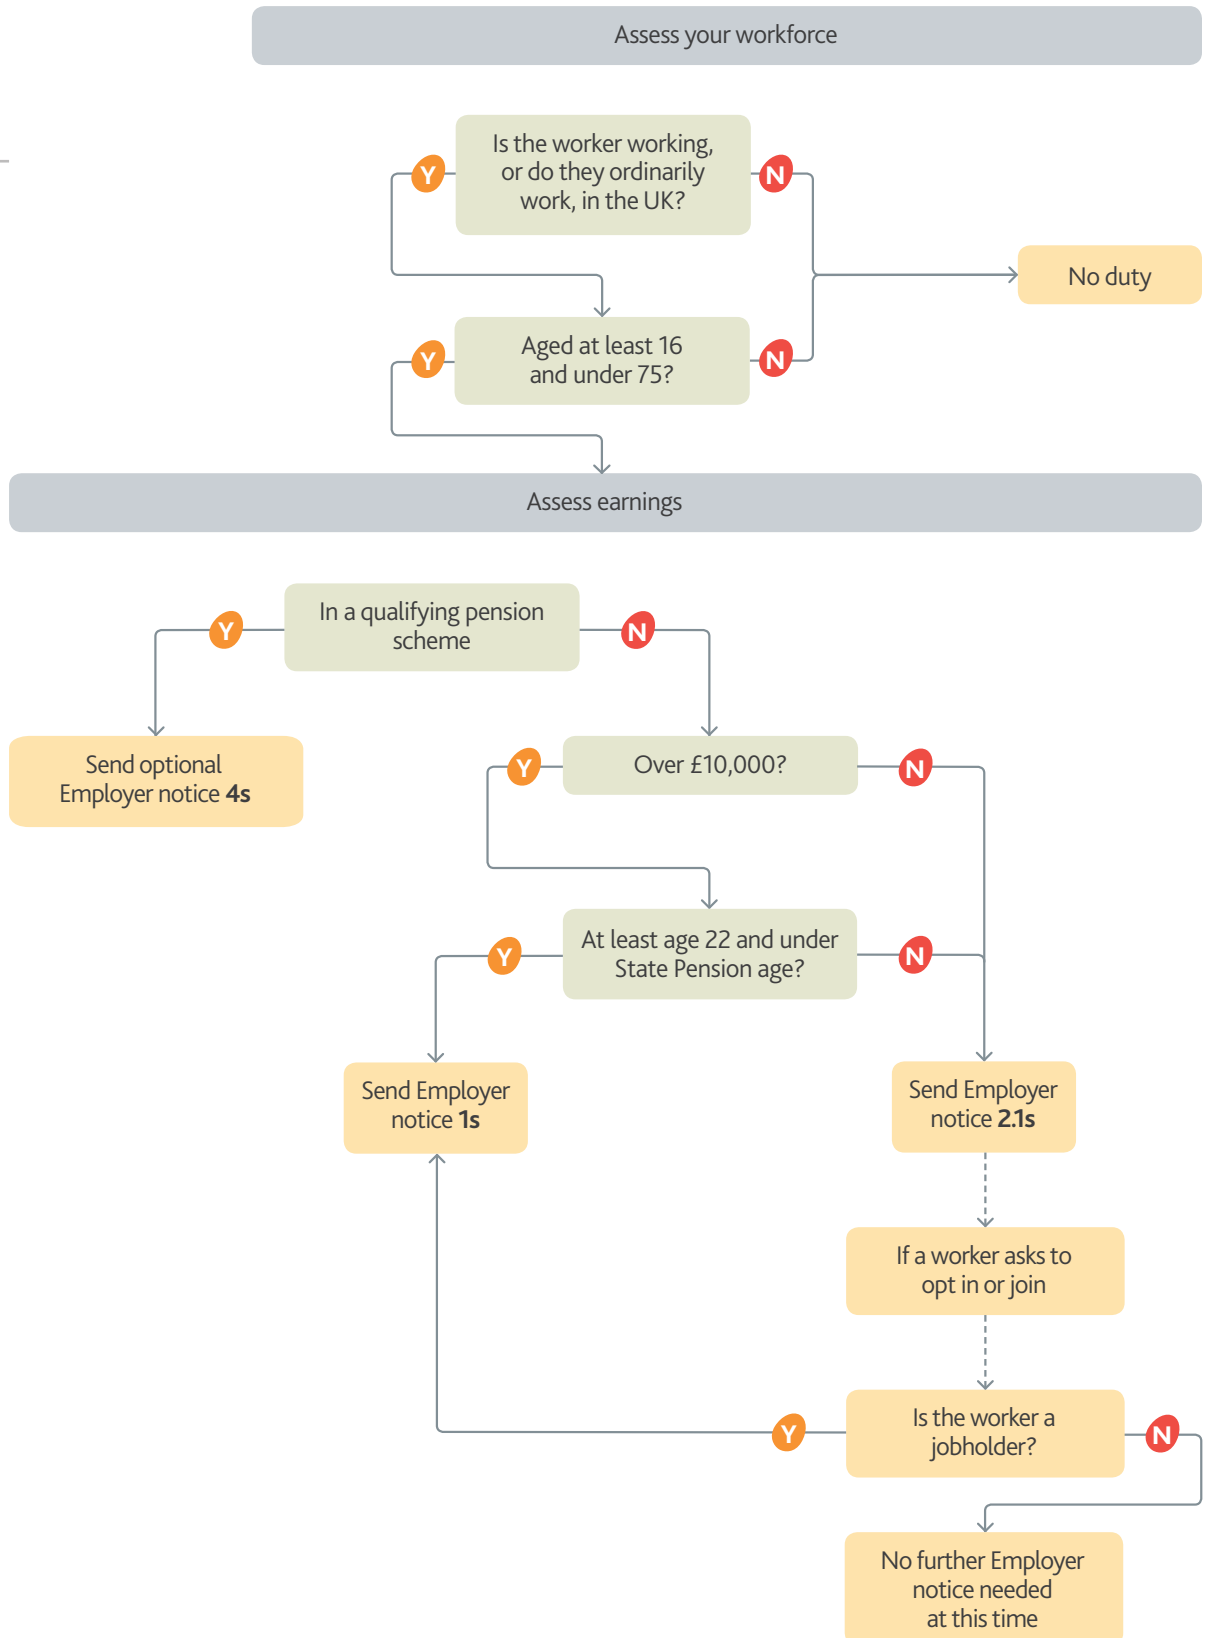 Assess your workforce
Is the worker working,
or do they ordinarily
work, in the UK?
Y
N
No duty
Aged at least 16
and under 75?
Y
N
Assess earnings
In a qualifying pension
scheme
Y
N
Send optional
Employer notice 4s
Over £10,000?
Y
N
At least age 22 and under
State Pension age?
Y
N
Send Employer
notice 1s
Send Employer
notice 2.1s
If a worker asks to
opt in or join
Is the worker a
jobholder?
Y
N
No further Employer
notice needed
at this time